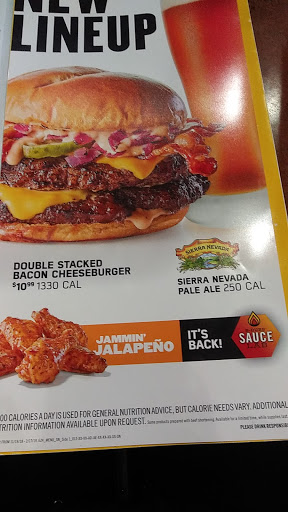 NEW
LINEUP
DOUBLE STACKED
BACON CHEESEBURGER
$10⁹⁹ 1330 CAL
SIERRA NEVADA
SIERRA NEVADA
PALE ALE 250 CAL
JAMMIN'
JALAPEÑO
IT'S
BACK!
SAUCE
00 CALORIES A DAY IS USED FOR GENERAL NUTRITION ADVICE, BUT CALORIE NEEDS VARY. ADDITIONAL
TRITION INFORMATION AVAILABLE UPON REQUEST.
PLEASE DRINK RESPONSIBLY